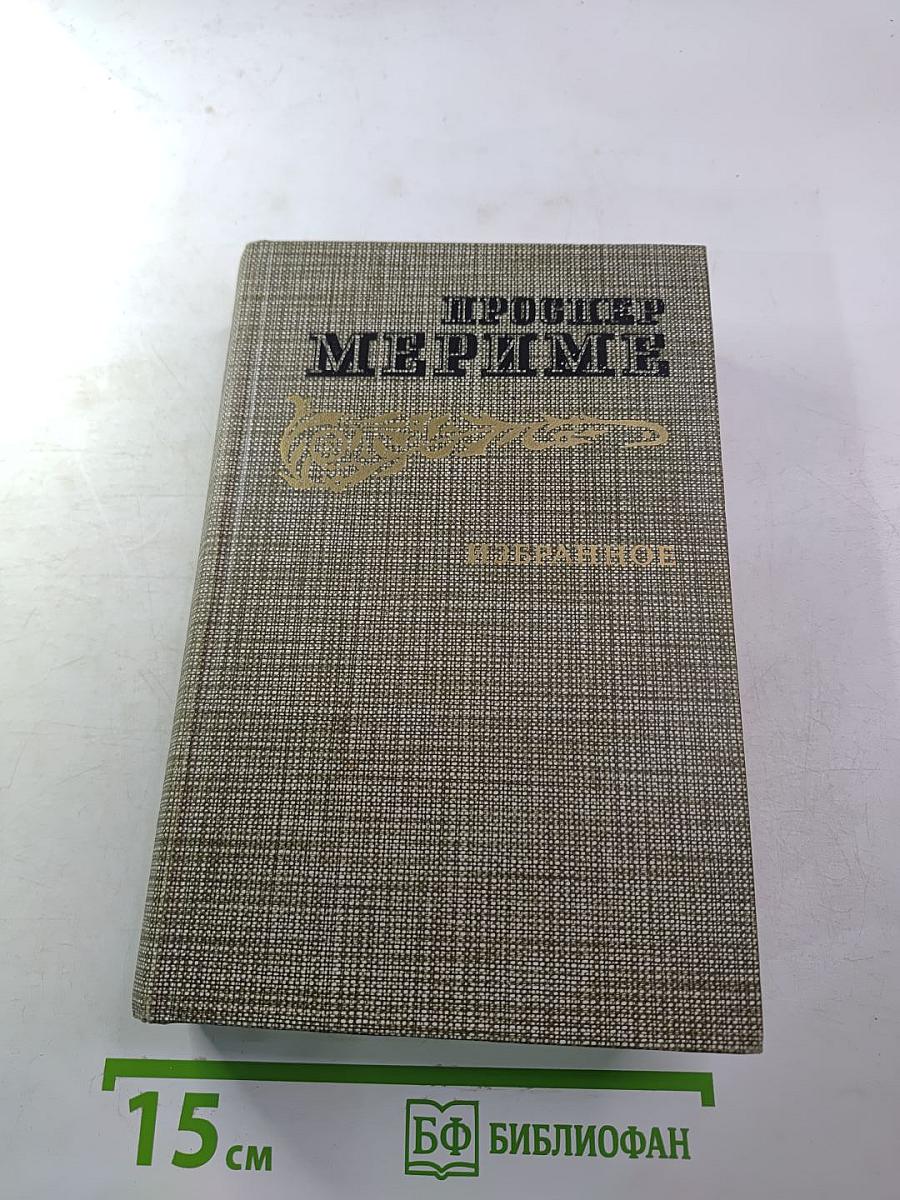 ПРОСПЕР
МЕРИМЕ
ИЗБРАННОЕ
15 см
БФ БИБЛИОФАН